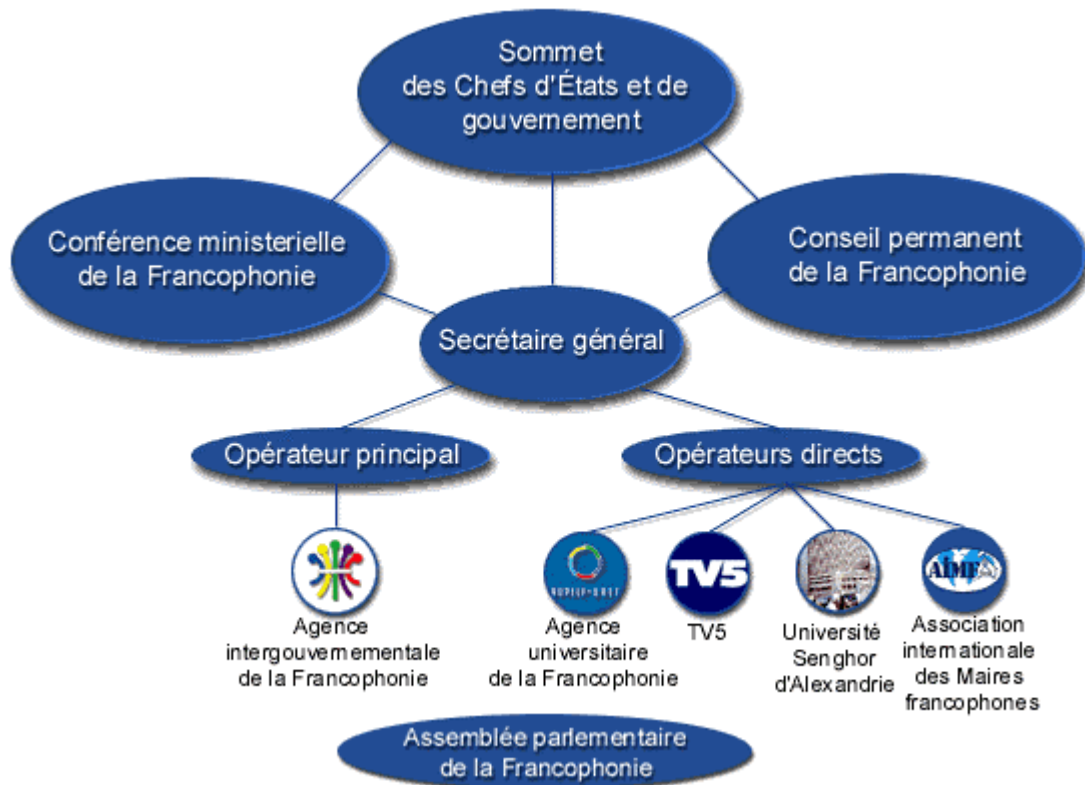 Sommet
des Chefs d'États et de
gouvernement
Conférence ministerielle
de la Francophonie
Conseil permanent
de la Francophonie
Secrétaire général
Opérateur principal
Opérateurs directs
AUPELF-UREF
TV5
AIMF
Agence
intergouvernementale
de la Francophonie
Agence
universitaire
de la Francophonie
TV5
Université
Senghor
d'Alexandrie
Association
internationale
des Maires
francophones
Assemblée parlementaire
de la Francophonie